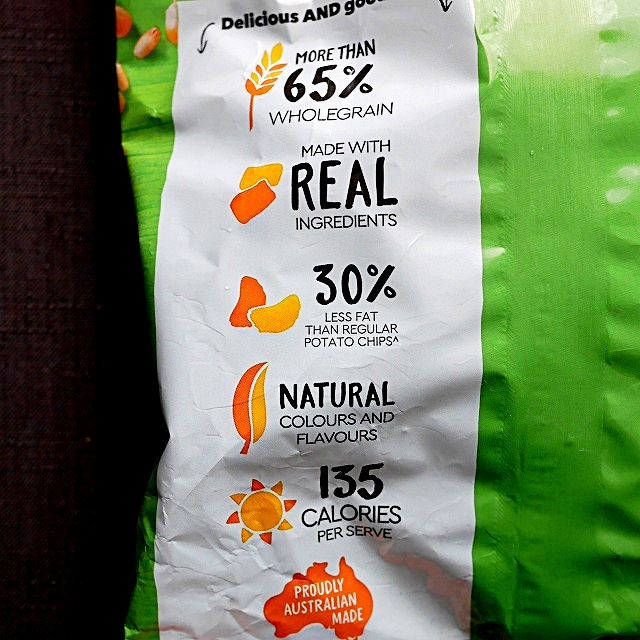 Delicious AND good
MORE THAN
65%
WHOLEGRAIN
MADE WITH
REAL
INGREDIENTS
30%
LESS FAT
THAN REGULAR
POTATO CHIPS^
NATURAL
COLOURS AND
FLAVOURS
135
CALORIES
PER SERVE
PROUDLY
AUSTRALIAN
MADE